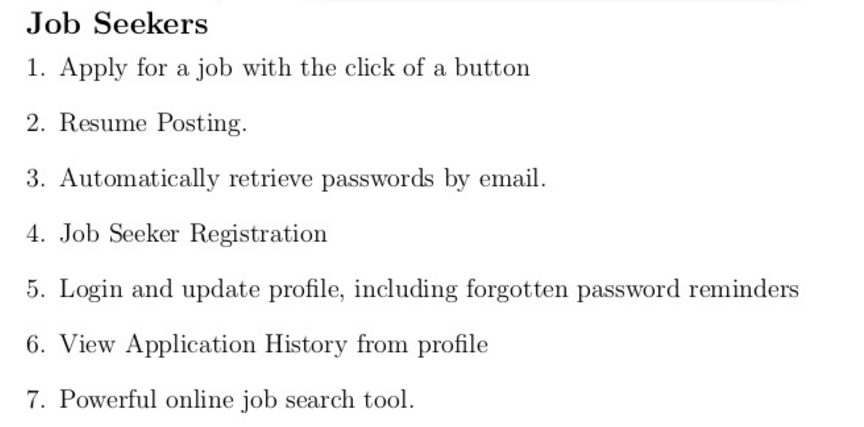 Job Seekers
1. Apply for a job with the click of a button
2. Resume Posting.
3. Automatically retrieve passwords by email.
4. Job Seeker Registration
5. Login and update profile, including forgotten password reminders
6. View Application History from profile
7. Powerful online job search tool.